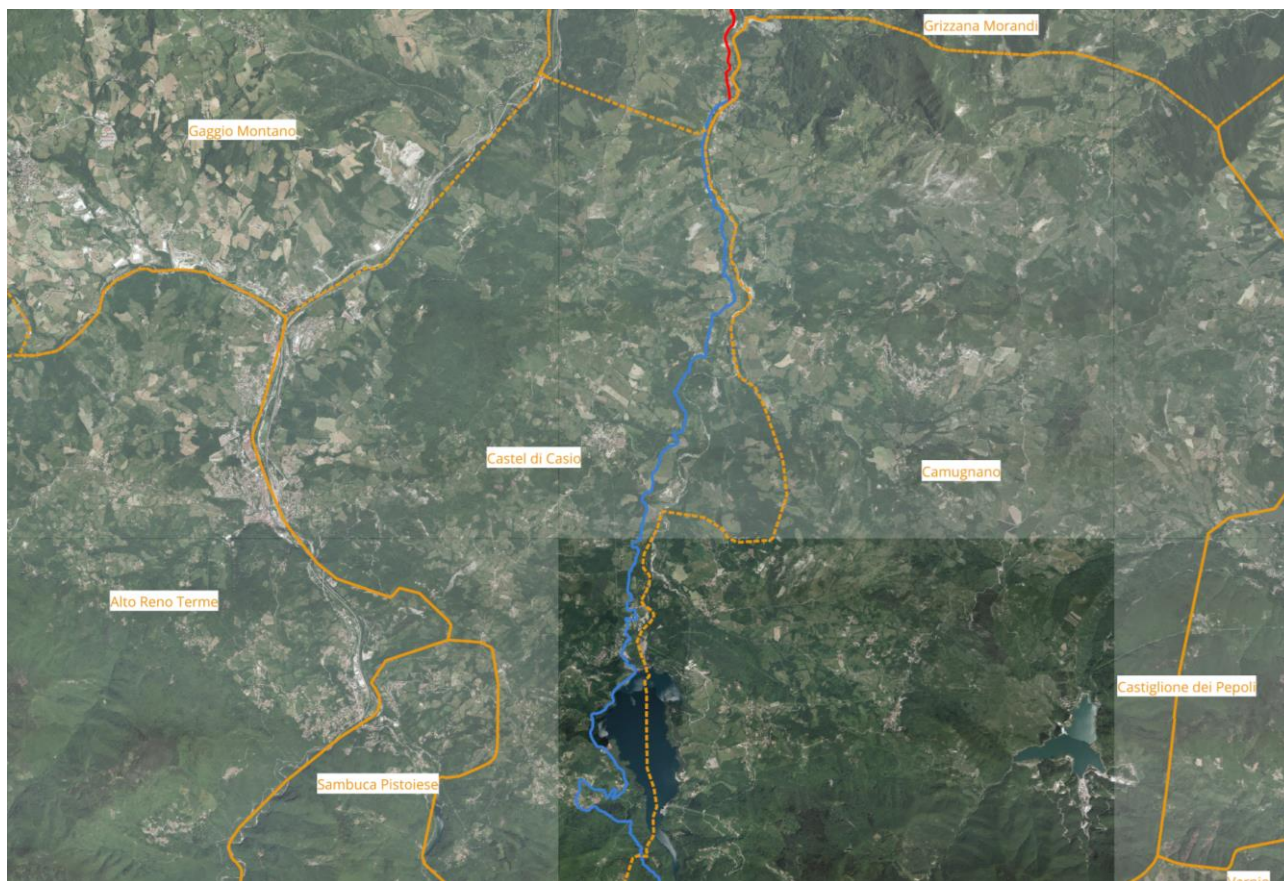 Grizzana Morandi
Gaggio Montano
Castel di Casio
Camugnano
Alto Reno Terme
Castiglione dei Pepoli
Sambuca Pistoiese